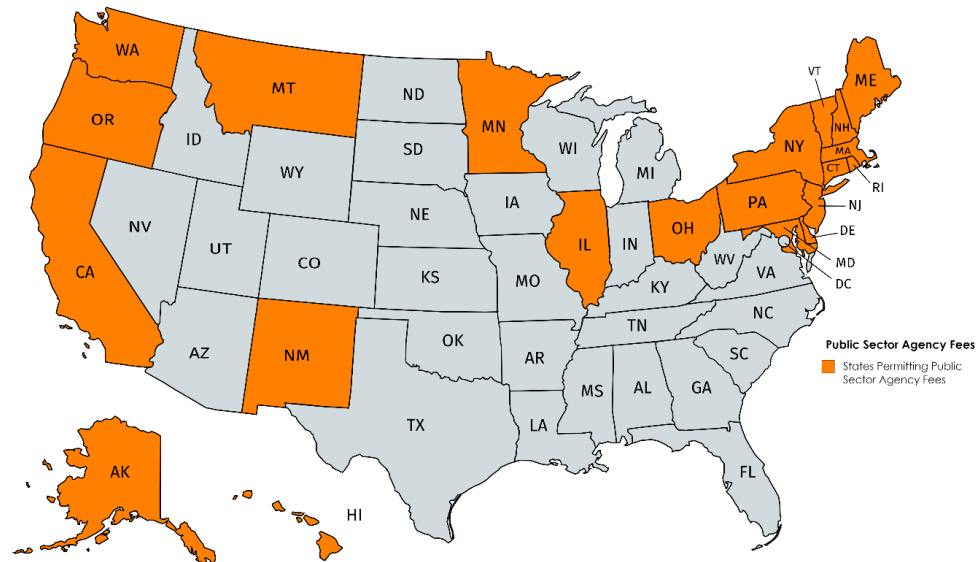 WA
MT
ND
MN
VT
ME
OR
ID
SD
WI
MI
NY
NH
MA
CT
RI
WY
NE
IA
PA
NJ
NV
UT
CO
IL
IN
OH
DE
MD
DC
CA
KS
MO
WV
VA
KY
NC
AZ
NM
OK
AR
TN
SC
Public Sector Agency Fees
States Permitting Public
Sector Agency Fees
TX
LA
MS
AL
GA
FL
AK
HI